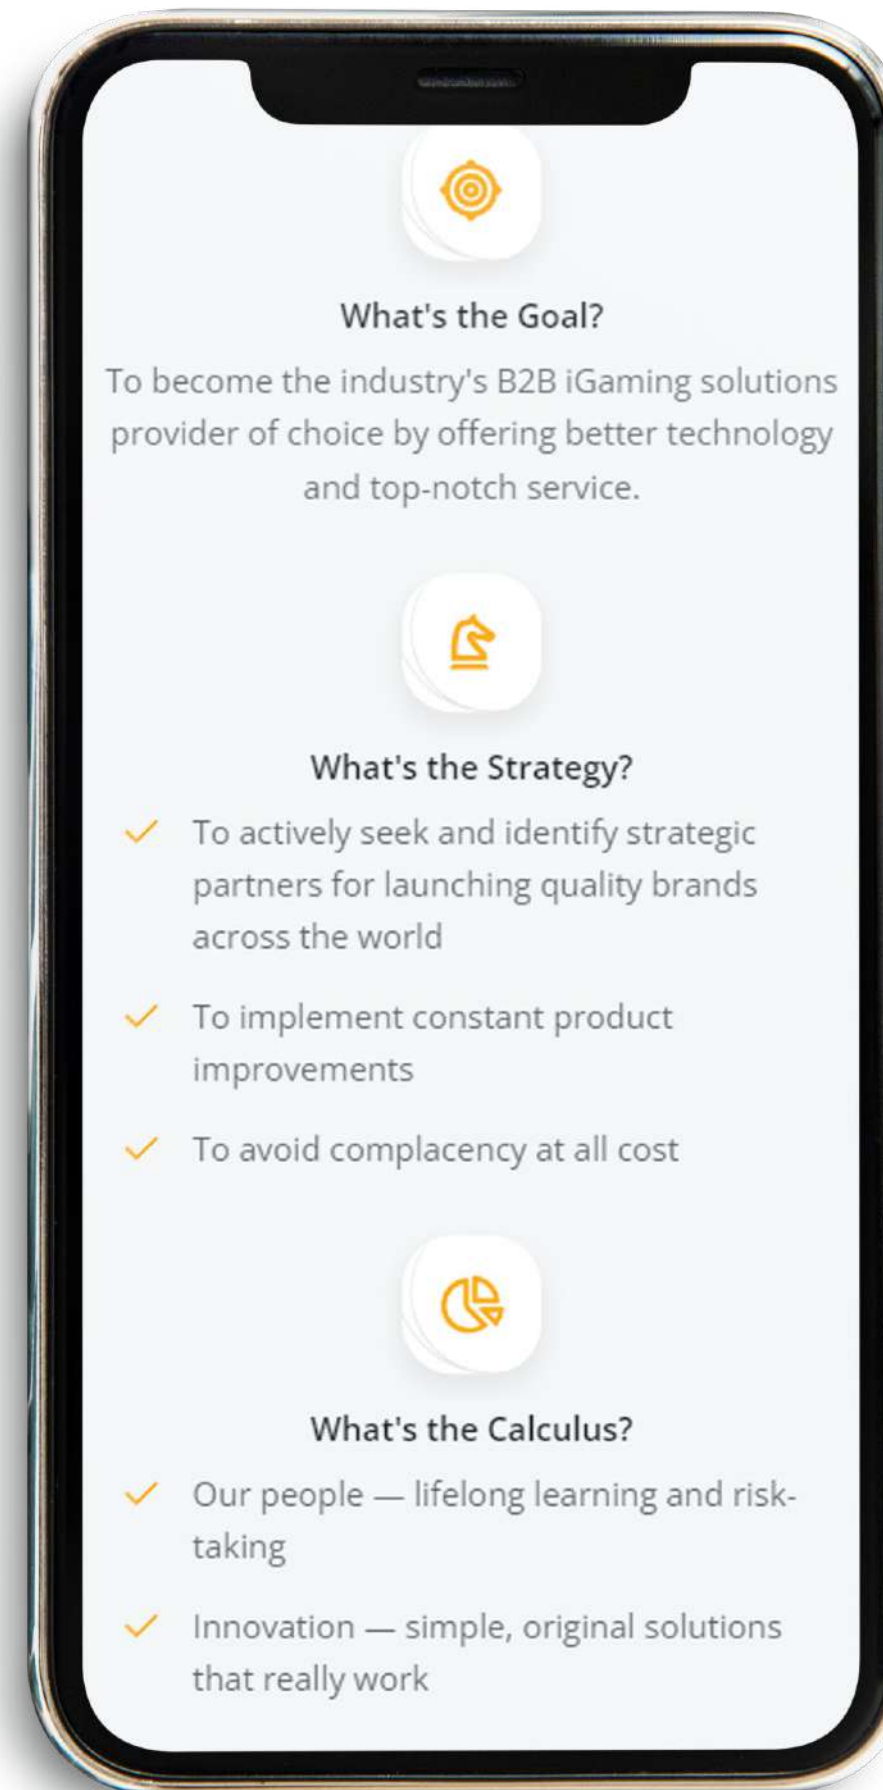 What's the Goal?
To become the industry's B2B iGaming solutions
provider of choice by offering better technology
and top-notch service.
What's the Strategy?
To actively seek and identify strategic
partners for launching quality brands
across the world
To implement constant product
improvements
To avoid complacency at all cost
What's the Calculus?
Our people — lifelong learning and risk-
taking
Innovation — simple, original solutions
that really work